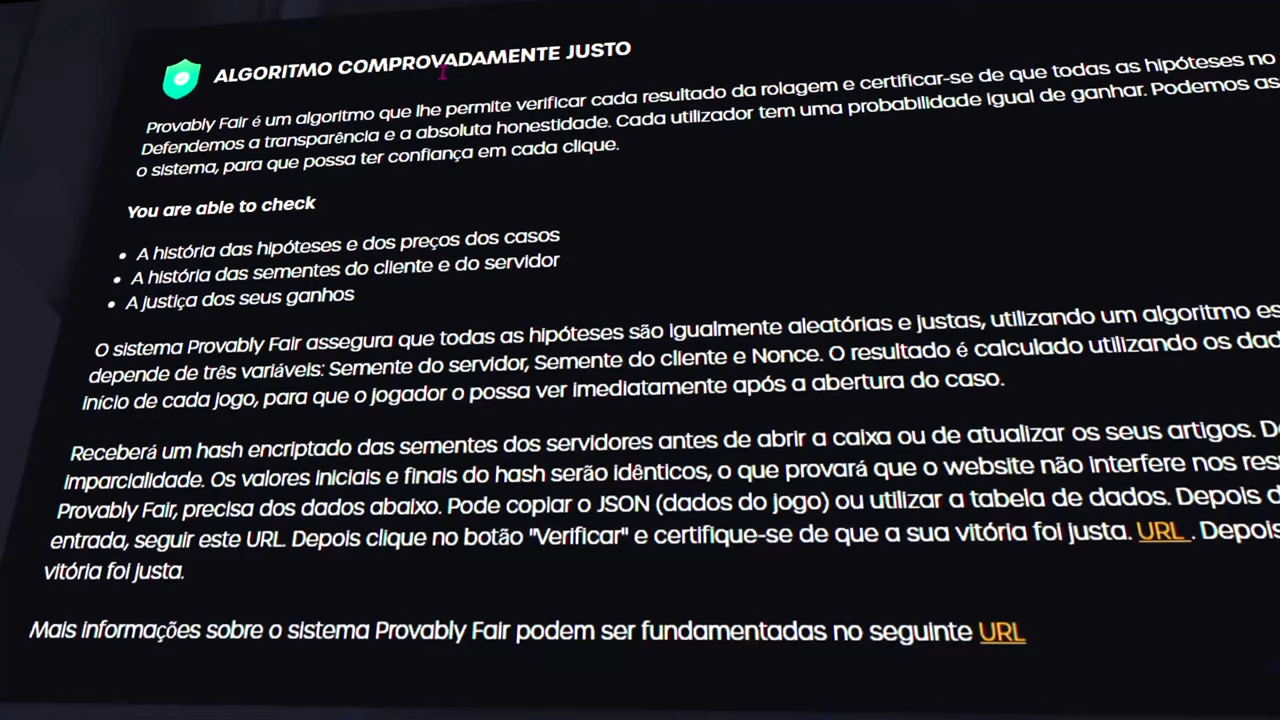 ALGORITMO COMPROVADAMENTE JUSTO
Provably Fair é um algoritmo que lhe permite verificar cada resultado da rolagem e certificar-se de que todas as hipóteses no
Defendemos a transparência e a absoluta honestidade. Cada utilizador tem uma probabilidade igual de ganhar. Podemos as
o sistema, para que possa ter confiança em cada clique.
You are able to check
• A história das hipóteses e dos preços dos casos
• A história das sementes do cliente e do servidor
• A justiça dos seus ganhos
O sistema Provably Fair assegura que todas as hipóteses são igualmente aleatórias e justas, utilizando um algoritmo es
depende de três variáveis: Semente do servidor, Semente do cliente e Nonce. O resultado é calculado utilizando os dad
início de cada jogo, para que o jogador o possa ver imediatamente após a abertura do caso.
Receberá um hash encriptado das sementes dos servidores antes de abrir a caixa ou de atualizar os seus artigos. De
imparcialidade. Os valores iniciais e finais do hash serão idênticos, o que provará que o website não interfere nos res
Provably Fair, precisa dos dados abaixo. Pode copiar o JSON (dados do jogo) ou utilizar a tabela de dados. Depois d
entrada, seguir este URL. Depois clique no botão "Verificar" e certifique-se de que a sua vitória foi justa. URL . Depois
vitória foi justa.
Mais informações sobre o sistema Provably Fair podem ser fundamentadas no seguinte URL